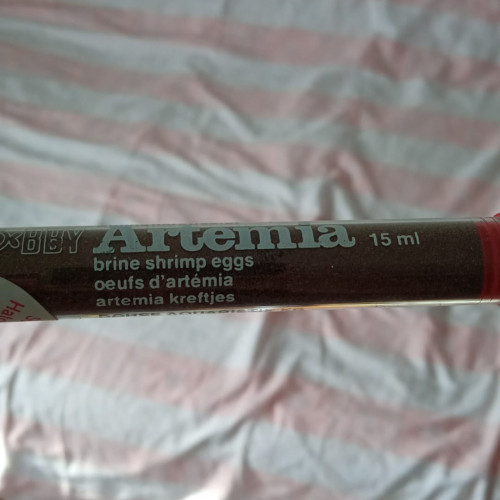 Artemia 15 ml
brine shrimp eggs
oeufs d'artémia
artemia kreftjes